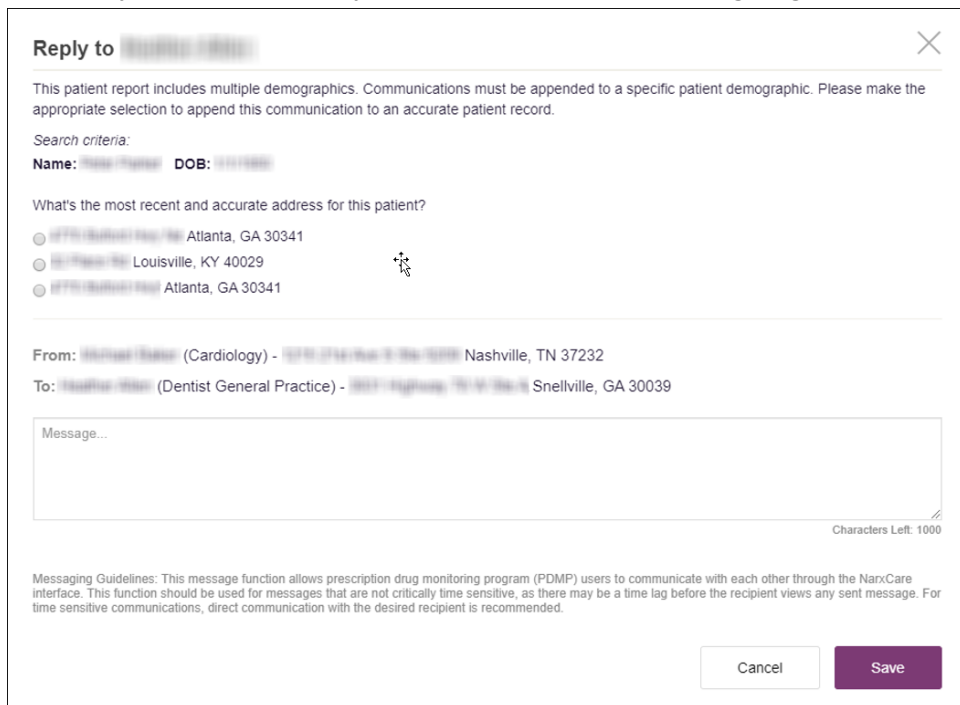 Reply to
This patient report includes multiple demographics. Communications must be appended to a specific patient demographic. Please make the
appropriate selection to append this communication to an accurate patient record.
Search criteria:
Name: DOB:
What's the most recent and accurate address for this patient?
Atlanta, GA 30341
Louisville, KY 40029
Atlanta, GA 30341
From: (Cardiology) - Nashville, TN 37232
To: (Dentist General Practice) - Snellville, GA 30039
Message...
Characters Left: 1000
Messaging Guidelines: This message function allows prescription drug monitoring program (PDMP) users to communicate with each other through the NarxCare
interface. This function should be used for messages that are not critically time sensitive, as there may be a time lag before the recipient views any sent message. For
time sensitive communications, direct communication with the desired recipient is recommended.
Cancel Save